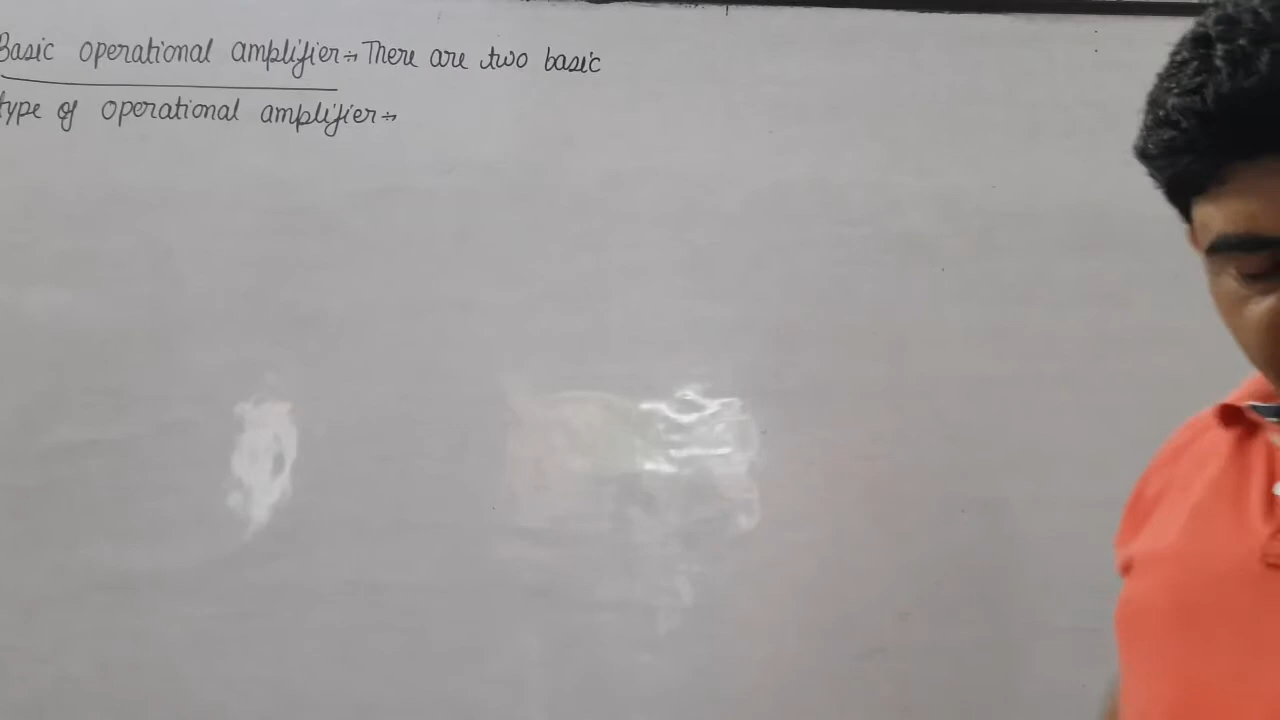 Basic operational amplifier÷ There are two basic
type of operational amplifier÷